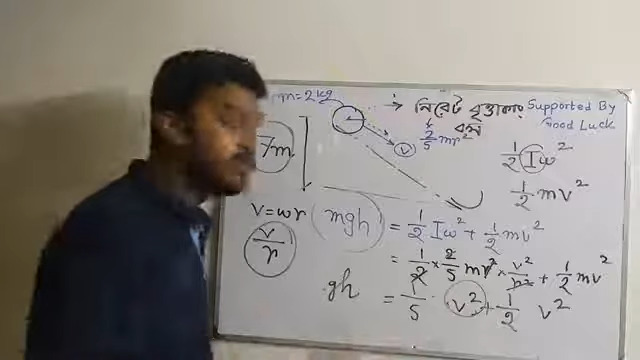 m=2kg
নিরেট বৃত্তাকার
বল
Supported By
Good Luck
7m
v
2/5 mr²
1/2 Iω²
1/2 mv²
v=ωr
mgh = 1/2 Iω² + 1/2 mv²
v/r
= 1/2 × 2/5 mr² × v²/r² + 1/2 mv²
gh = 1/5 v² + 1/2 v²